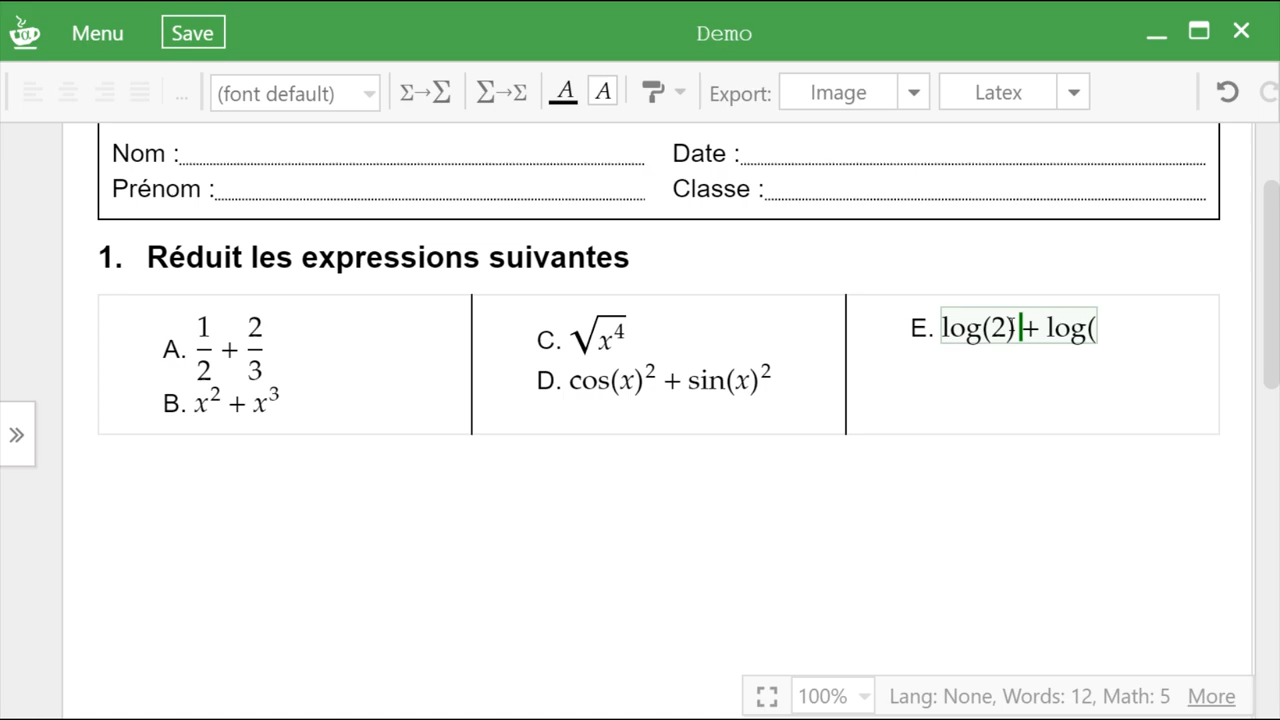 Menu Save Demo
... (font default) Σ→Σ Σ→Σ A A Export: Image Latex
Nom : Date :
Prénom : Classe :
1. Réduit les expressions suivantes
A. 1/2 + 2/3
B. x² + x³
C. √x⁴
D. cos(x)² + sin(x)²
E. log(2) + log(
100% Lang: None, Words: 12, Math: 5 More